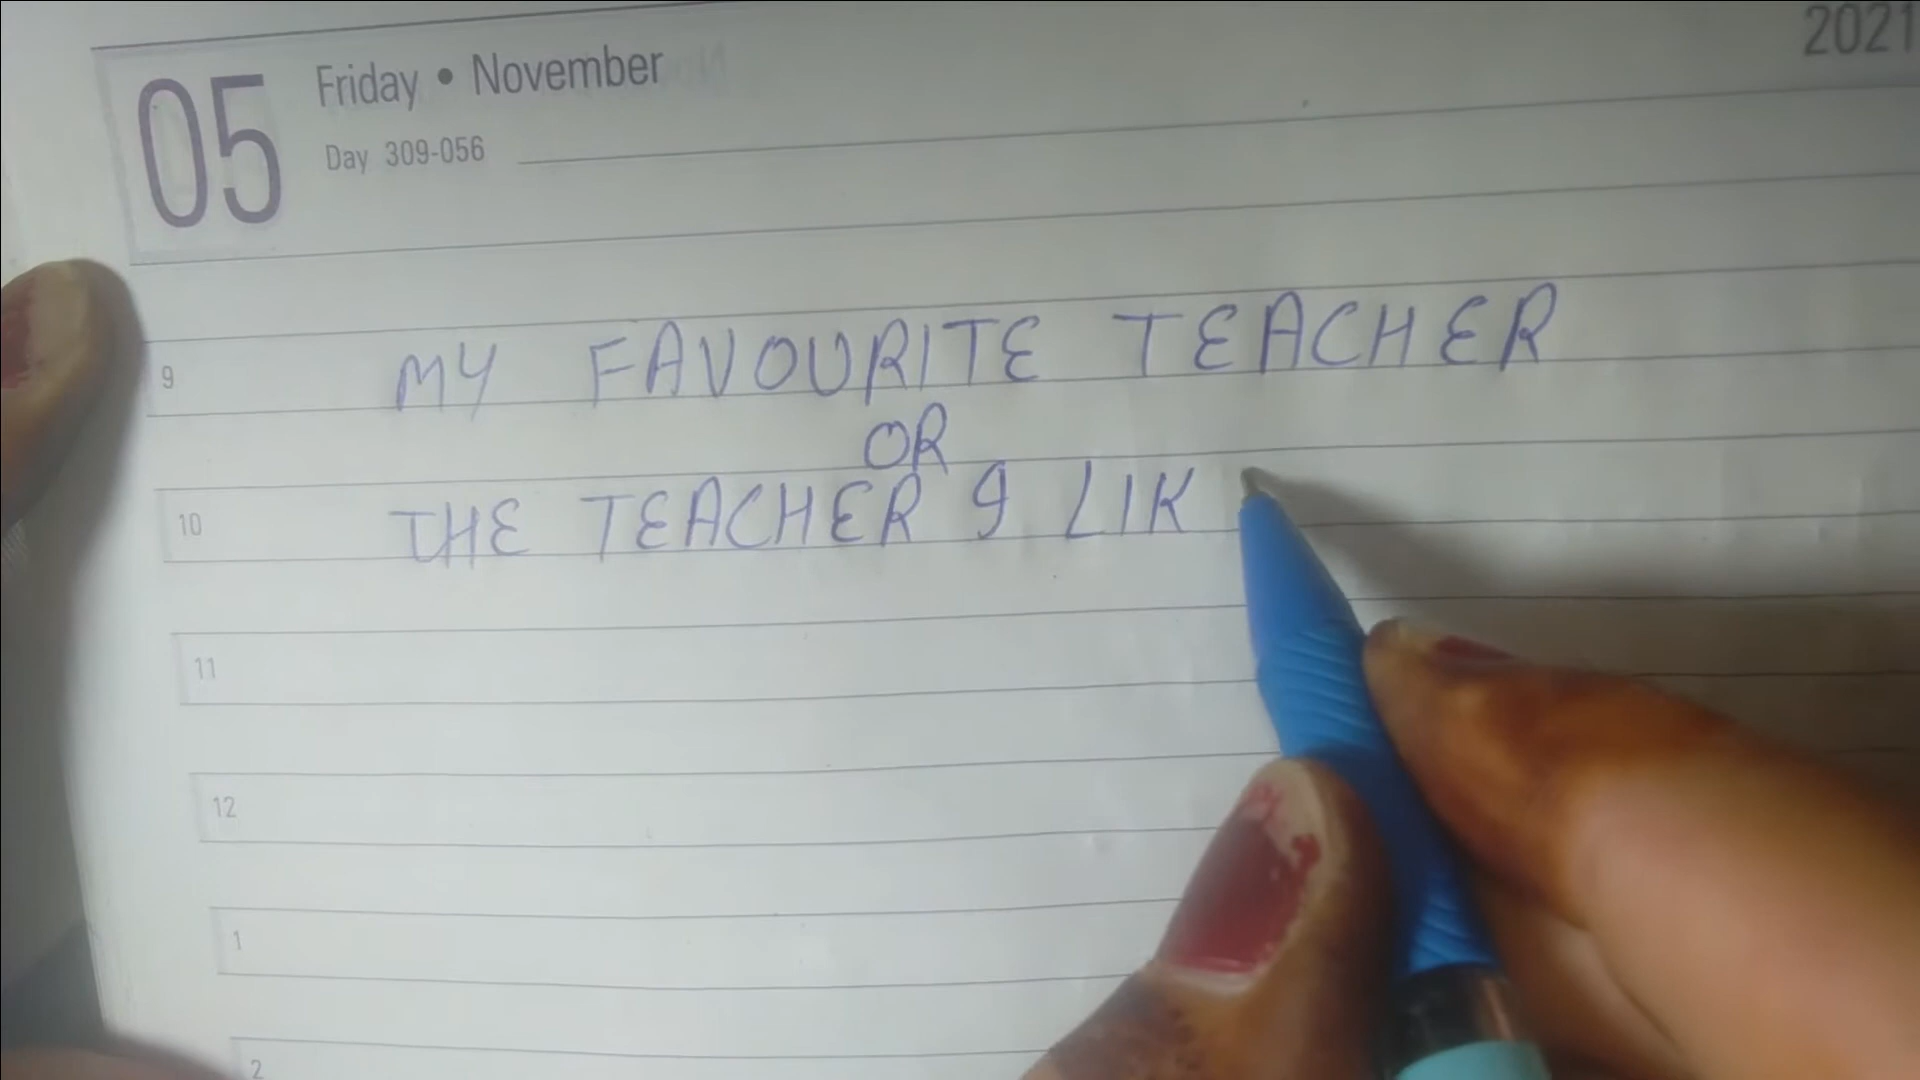 2021
05
Friday • November
Day 309-056
9
MY FAVOURITE TEACHER
OR
10
THE TEACHER I LIK
11
12
1
2